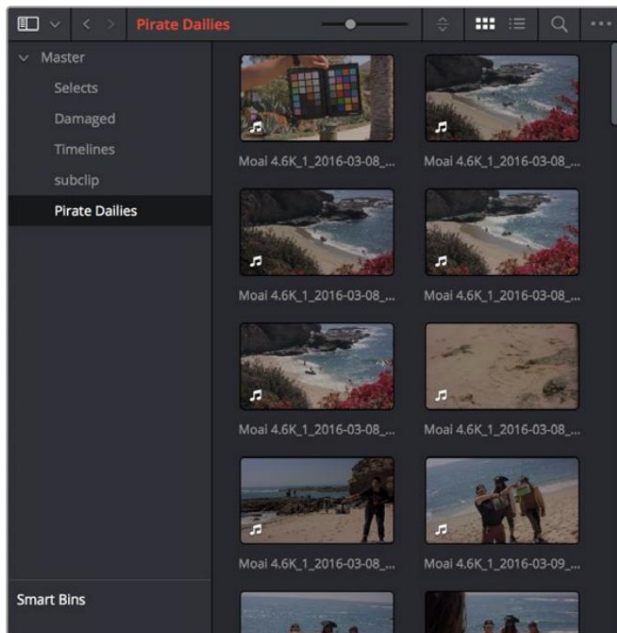 Pirate Dailies
Master
Selects
Damaged
Timelines
subclip
Pirate Dailies
Smart Bins
Moai 4.6K_1_2016-03-08_...
Moai 4.6K_1_2016-03-08_...
Moai 4.6K_1_2016-03-08_...
Moai 4.6K_1_2016-03-08_...
Moai 4.6K_1_2016-03-08_...
Moai 4.6K_1_2016-03-08_...
Moai 4.6K_1_2016-03-08_...
Moai 4.6K_1_2016-03-09_...